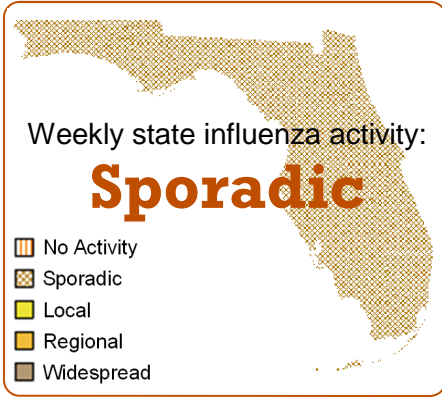 Weekly state influenza activity:
Sporadic
No Activity
Sporadic
Local
Regional
Widespread